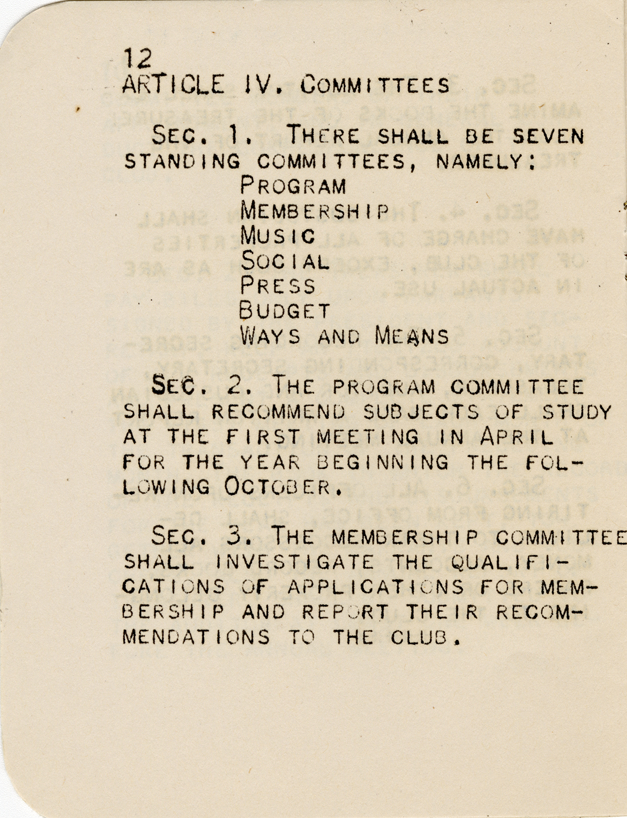 12
ARTICLE IV. COMMITTEES
SEC. 1. THERE SHALL BE SEVEN
STANDING COMMITTEES, NAMELY:
PROGRAM
MEMBERSHIP
MUSIC
SOCIAL
PRESS
BUDGET
WAYS AND MEANS
SEC. 2. THE PROGRAM COMMITTEE
SHALL RECOMMEND SUBJECTS OF STUDY
AT THE FIRST MEETING IN APRIL
FOR THE YEAR BEGINNING THE FOL-
LOWING OCTOBER.
SEC. 3. THE MEMBERSHIP COMMITTEE
SHALL INVESTIGATE THE QUALIFI-
CATIONS OF APPLICATIONS FOR MEM-
BERSHIP AND REPORT THEIR RECOM-
MENDATIONS TO THE CLUB.